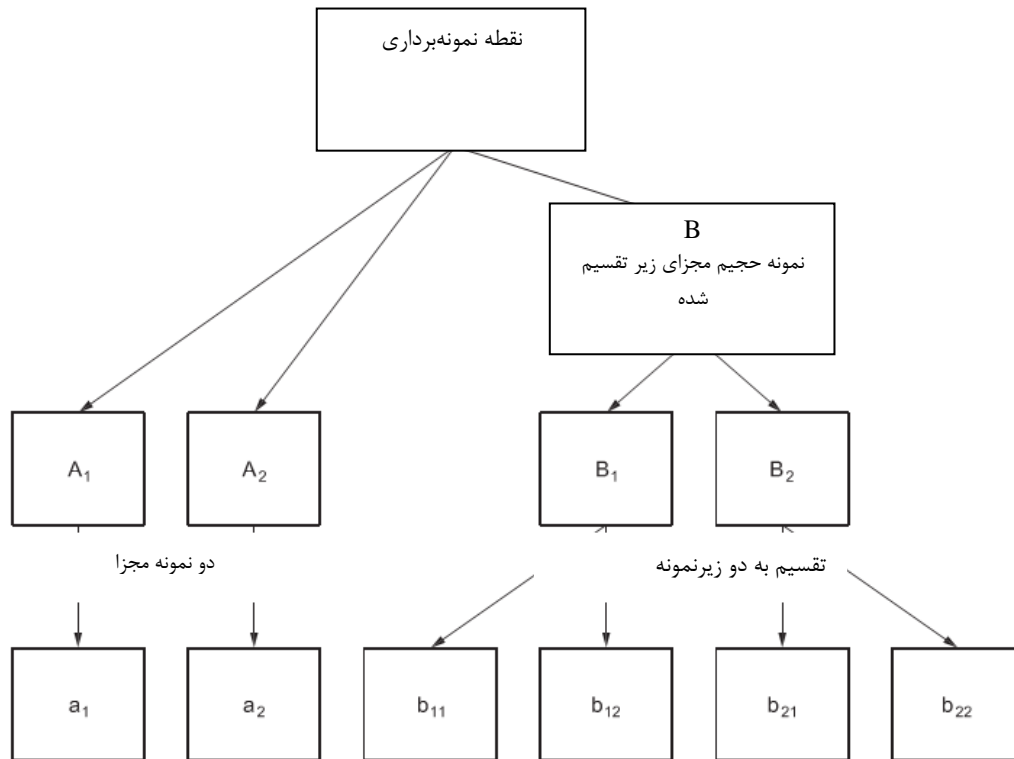 نقطه نمونه‌برداری
B
نمونه حجیم مجزای زیر تقسیم
شده
A₁
A₂
B₁
B₂
دو نمونه مجزا
تقسیم به دو زیرنمونه
a₁
a₂
b₁₁
b₁₂
b₂₁
b₂₂